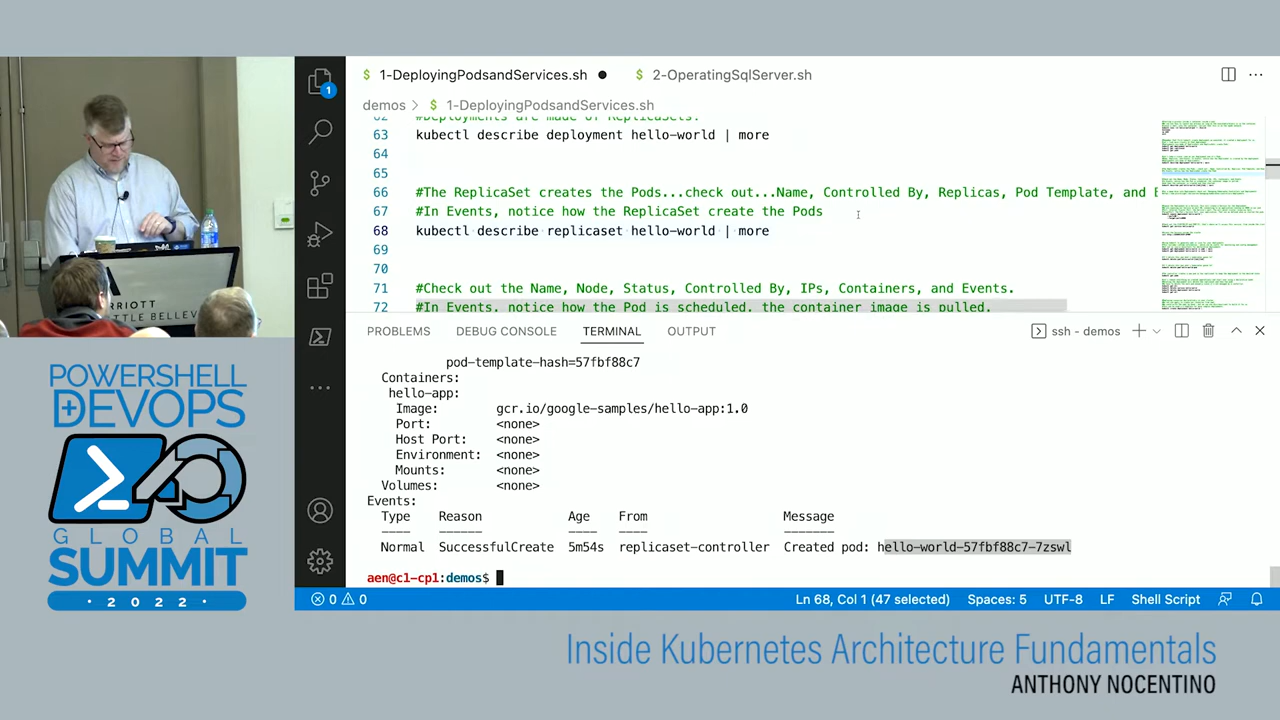 1-DeployingPodsandServices.sh
2-OperatingSqlServer.sh
demos > 1-DeployingPodsandServices.sh
62 #Deployments are made of ReplicaSets.
63 kubectl describe deployment hello-world | more
64
65
66 #The ReplicaSet creates the Pods...check out...Name, Controlled By, Replicas, Pod Template, and E
67 #In Events, notice how the ReplicaSet create the Pods
68 kubectl describe replicaset hello-world | more
69
70
71 #Check out the Name, Node, Status, Controlled By, IPs, Containers, and Events.
72 #In Events, notice how the Pod is scheduled, the container image is pulled,
1
PROBLEMS DEBUG CONSOLE TERMINAL OUTPUT
ssh - demos
pod-template-hash=57fbf88c7
Containers:
hello-app:
Image: gcr.io/google-samples/hello-app:1.0
Port: <none>
Host Port: <none>
Environment: <none>
Mounts: <none>
Volumes: <none>
Events:
Type Reason Age From Message
---- ------ ---- ---- -------
Normal SuccessfulCreate 5m54s replicaset-controller Created pod: hello-world-57fbf88c7-7zswl
aen@c1-cp1:demos$
0 0 Ln 68, Col 1 (47 selected) Spaces: 5 UTF-8 LF Shell Script
POWERSHELL
DEVOPS
GLOBAL
SUMMIT
· 2022 ·
Inside Kubernetes Architecture Fundamentals
ANTHONY NOCENTINO